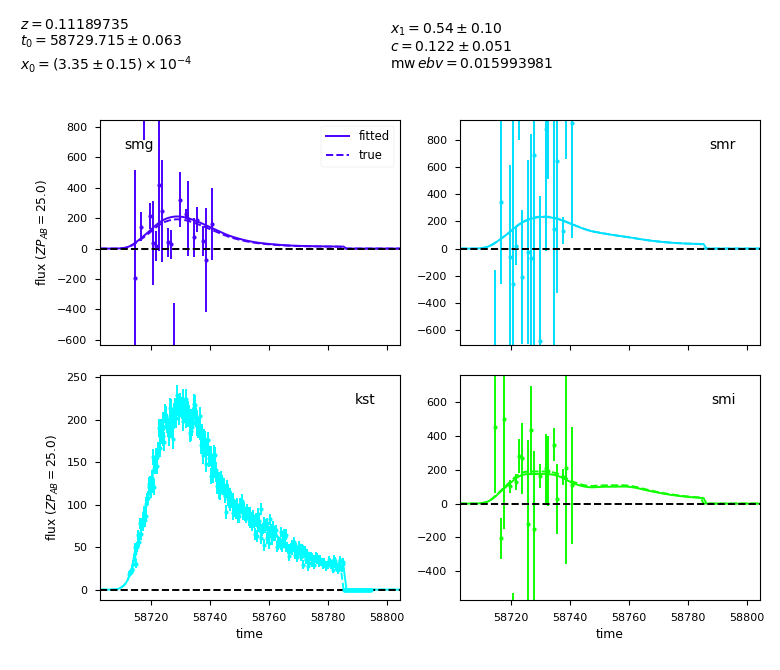 z = 0.11189735
t0 = 58729.715 ± 0.063
x0 = (3.35 ± 0.15) × 10^−4
x1 = 0.54 ± 0.10
c = 0.122 ± 0.051
mw ebv = 0.015993981
smg
fitted
true
800
600
400
200
0
−200
−400
−600
flux (ZP_AB = 25.0)
smr
800
600
400
200
0
−200
−400
−600
kst
250
200
150
100
50
0
flux (ZP_AB = 25.0)
58720 58740 58760 58780 58800
time
smi
600
400
200
0
−200
−400
58720 58740 58760 58780 58800
time